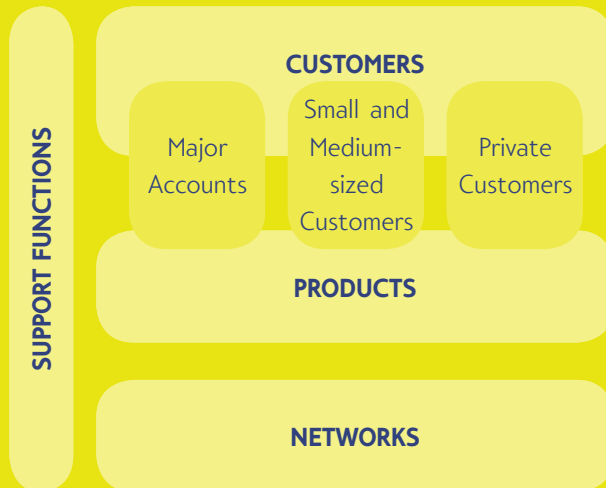 SUPPORT FUNCTIONS
CUSTOMERS
Major
Accounts
Small and
Medium-
sized
Customers
Private
Customers
PRODUCTS
NETWORKS